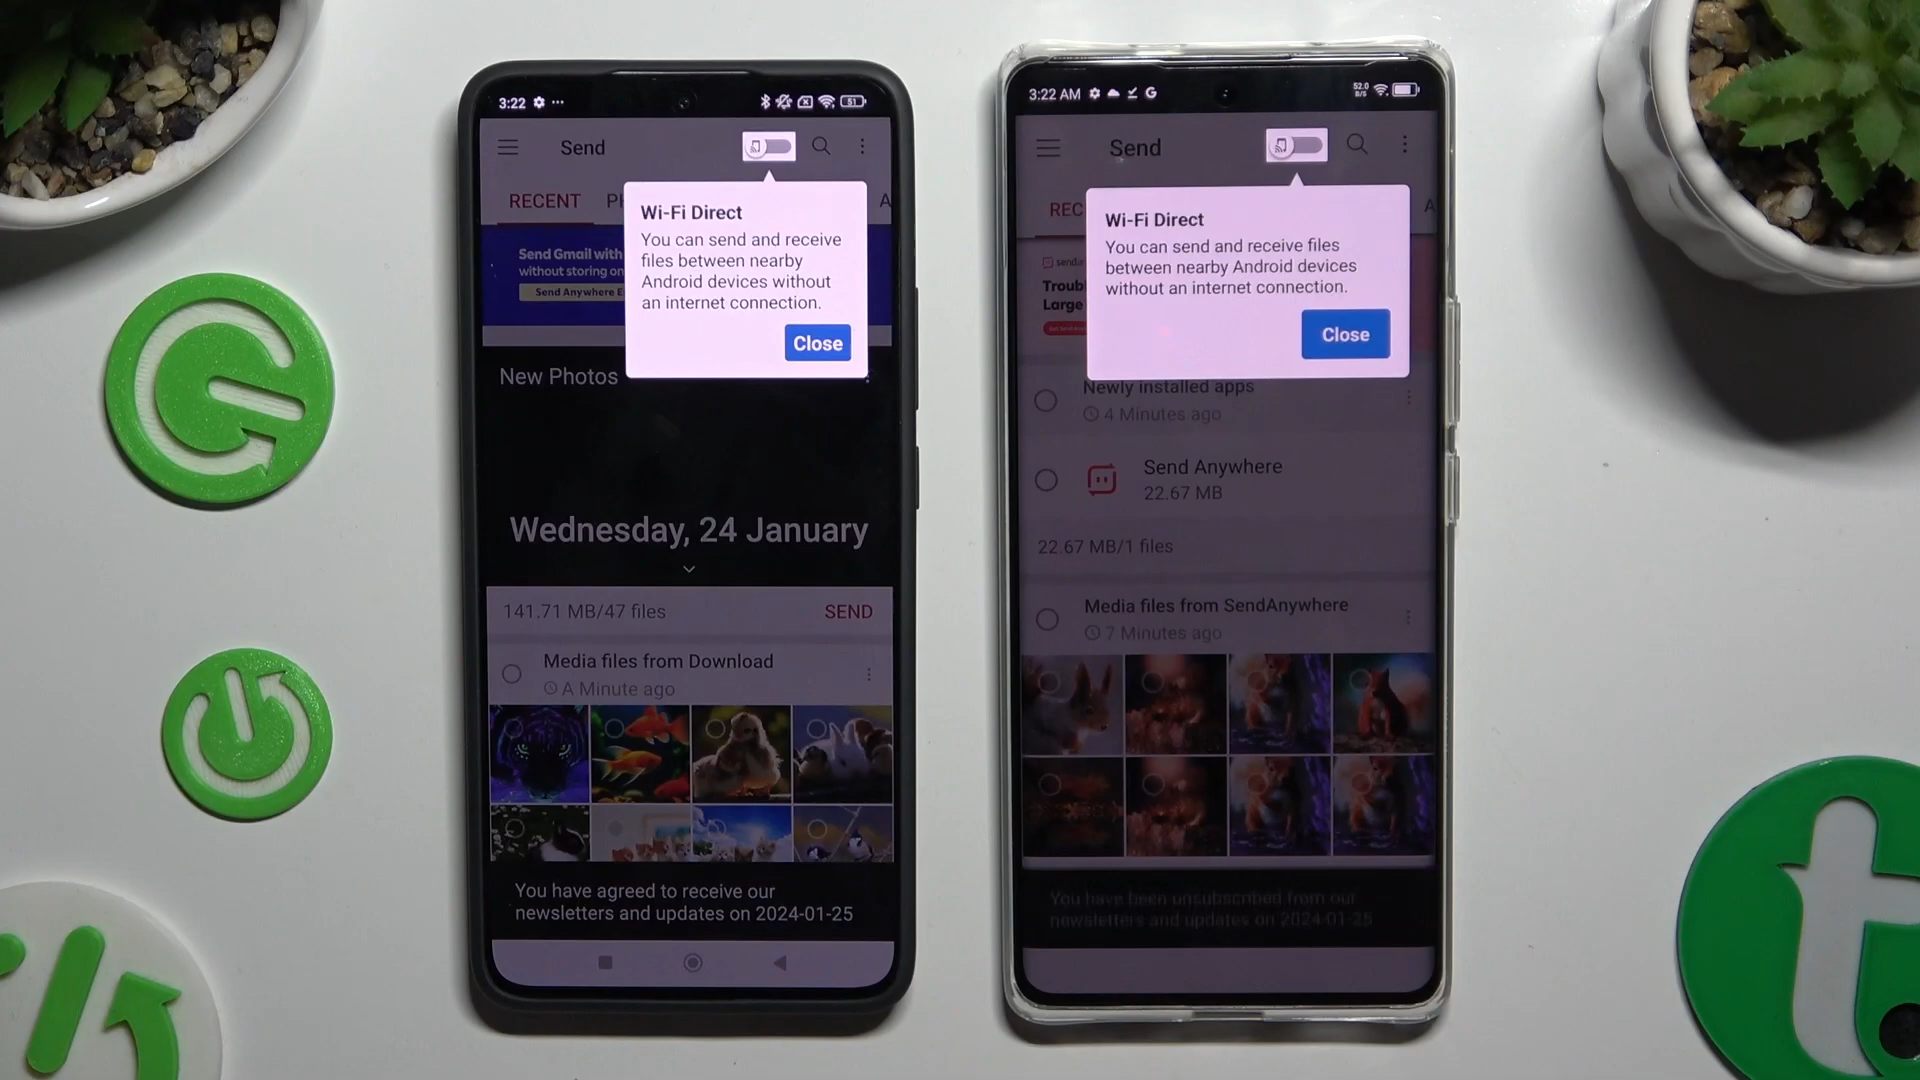 3:22
51
Send
RECENT
PH
A
Send Gmail with
without storing on
Send Anywhere E
Wi-Fi Direct
You can send and receive
files between nearby
Android devices without
an internet connection.
Close
New Photos
Wednesday, 24 January
141.71 MB/47 files
SEND
Media files from Download
A Minute ago
You have agreed to receive our
newsletters and updates on 2024-01-25
3:22 AM
G
52.0
B/S
Send
REC
A
senda
Troub
Large
Wi-Fi Direct
You can send and receive files
between nearby Android devices
without an internet connection.
Close
Newly installed apps
4 Minutes ago
Send Anywhere
22.67 MB
22.67 MB/1 files
Media files from SendAnywhere
7 Minutes ago
You have been unsubscribed from our
newsletters and updates on 2024-01-25
t